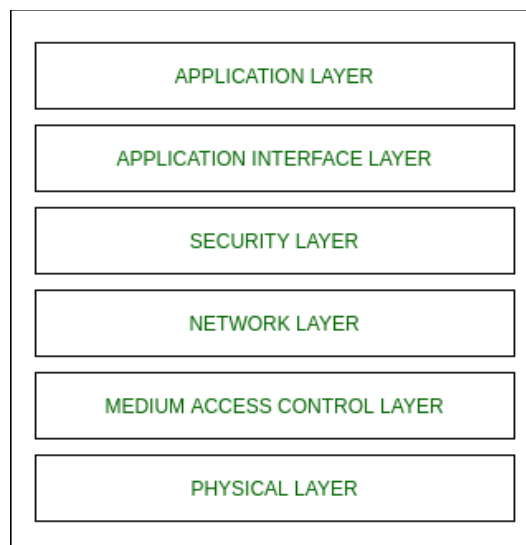 APPLICATION LAYER
APPLICATION INTERFACE LAYER
SECURITY LAYER
NETWORK LAYER
MEDIUM ACCESS CONTROL LAYER
PHYSICAL LAYER